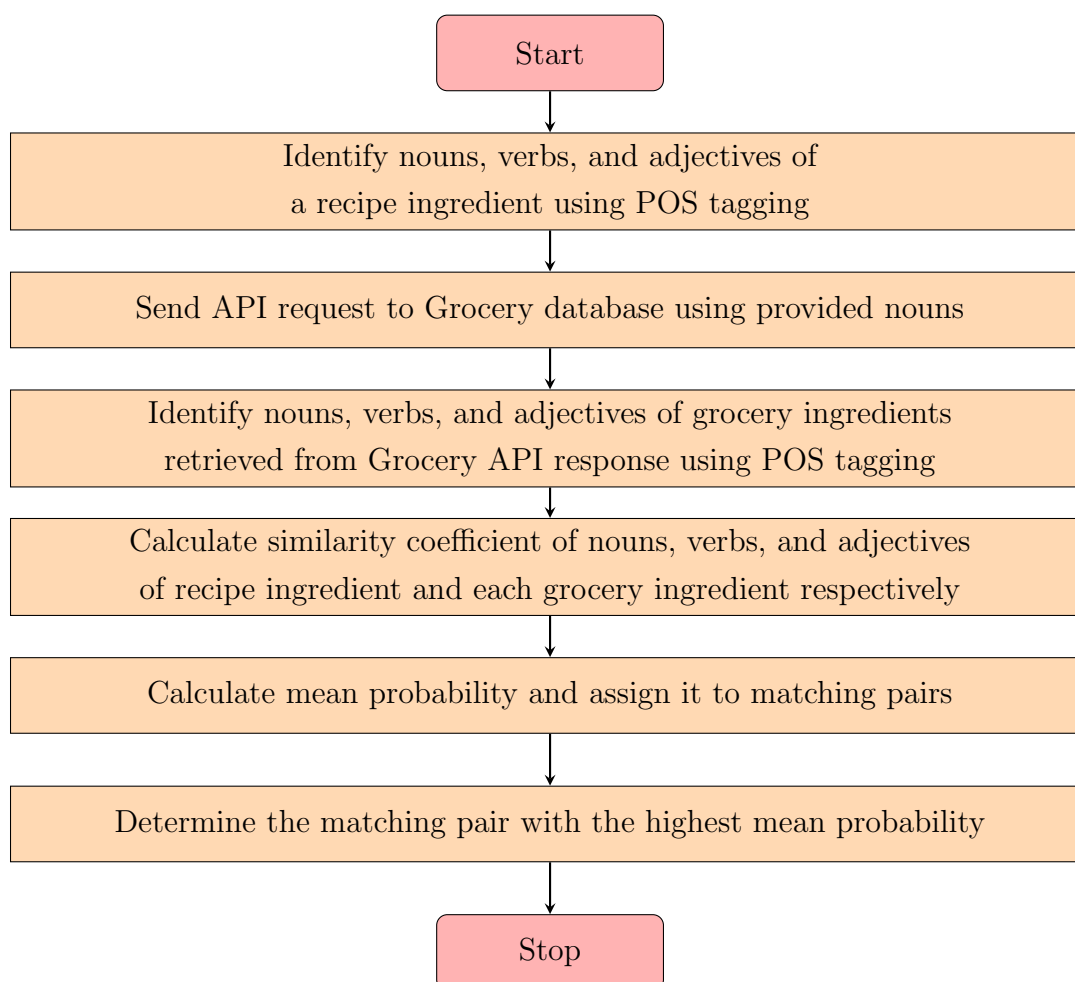 Start
Identify nouns, verbs, and adjectives of
a recipe ingredient using POS tagging
Send API request to Grocery database using provided nouns
Identify nouns, verbs, and adjectives of grocery ingredients
retrieved from Grocery API response using POS tagging
Calculate similarity coefficient of nouns, verbs, and adjectives
of recipe ingredient and each grocery ingredient respectively
Calculate mean probability and assign it to matching pairs
Determine the matching pair with the highest mean probability
Stop